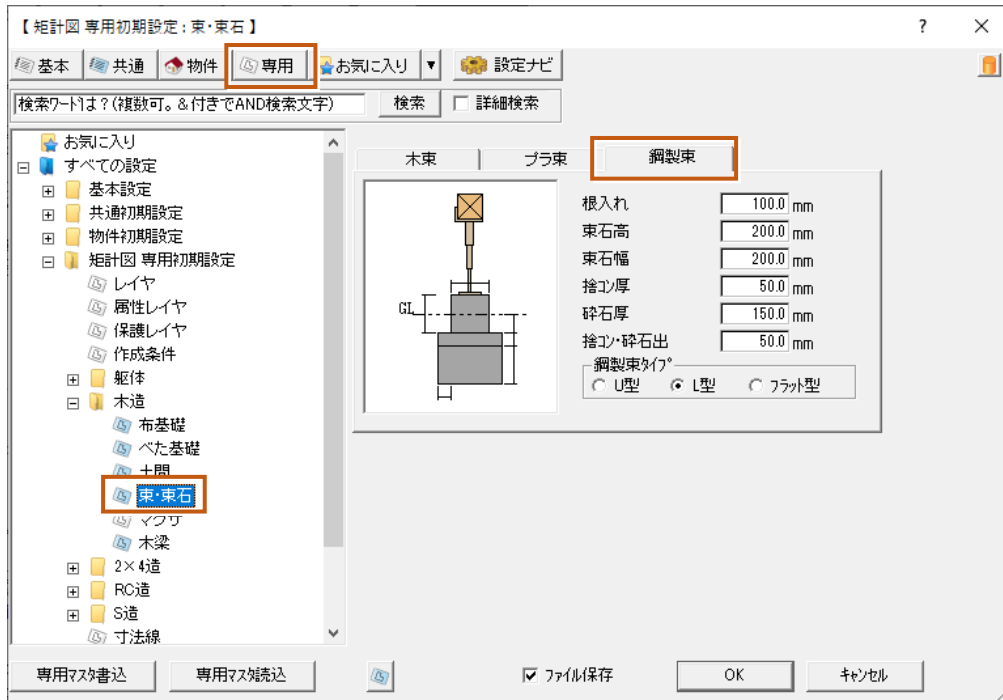 【 矩計図 専用初期設定 : 束・束石 】
? ×
基本 共通 物件 専用 お気に入り ▼ 設定ナビ
検索ワードは？(複数可。＆付きでAND検索文字) 検索 詳細検索
お気に入り
すべての設定
基本設定
共通初期設定
物件初期設定
矩計図 専用初期設定
レイヤ
属性レイヤ
保護レイヤ
作成条件
躯体
木造
布基礎
べた基礎
土間
束・束石
マグサ
木梁
2×4造
RC造
S造
寸法線
木束 プラ束 鋼製束
GL
根入れ 100.0 mm
束石高 200.0 mm
束石幅 200.0 mm
捨コン厚 50.0 mm
砕石厚 150.0 mm
捨コン・砕石出 50.0 mm
鋼製束タイプ
U型 L型 フラット型
専用マスタ書込 専用マスタ読込 ファイル保存 OK キャンセル